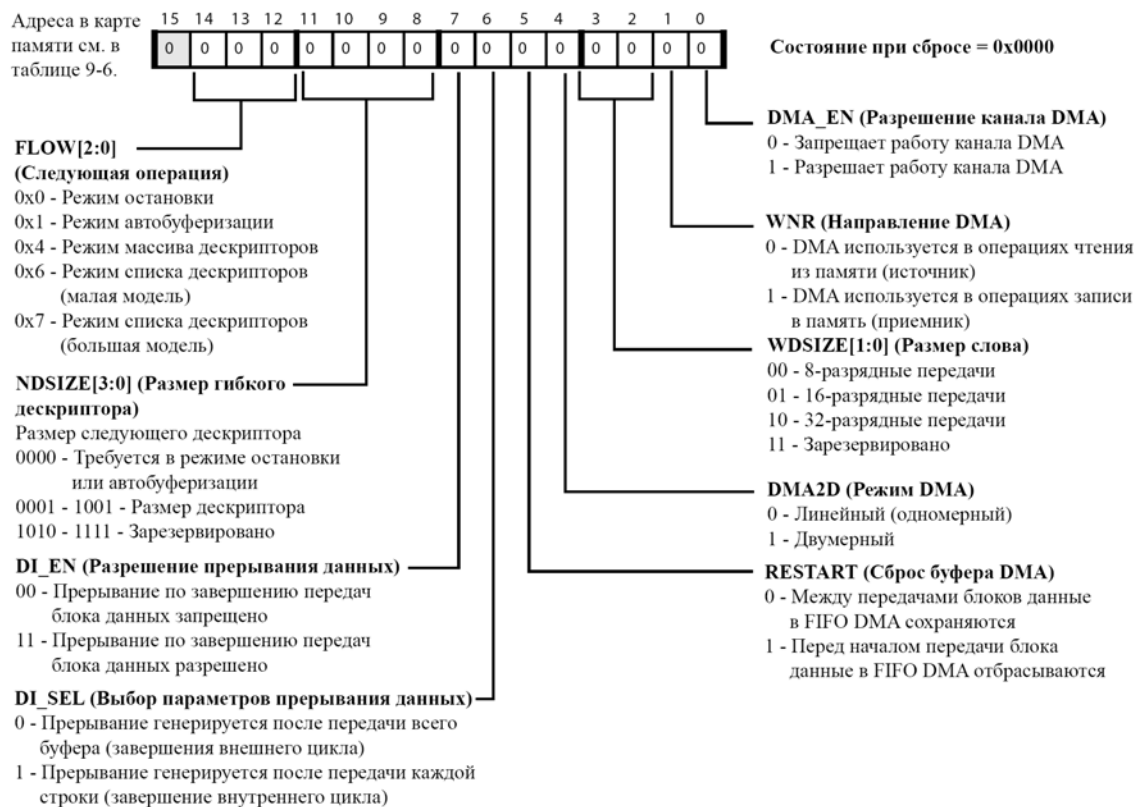 Адреса в карте
памяти см. в
таблице 9-6.
15 14 13 12 11 10 9 8 7 6 5 4 3 2 1 0
0 0 0 0 0 0 0 0 0 0 0 0 0 0 0 0
Состояние при сбросе = 0x0000
FLOW[2:0]
(Следующая операция)
0x0 - Режим остановки
0x1 - Режим автобуферизации
0x4 - Режим массива дескрипторов
0x6 - Режим списка дескрипторов
(малая модель)
0x7 - Режим списка дескрипторов
(большая модель)
NDSIZE[3:0] (Размер гибкого
дескриптора)
Размер следующего дескриптора
0000 - Требуется в режиме остановки
или автобуферизации
0001 - 1001 - Размер дескриптора
1010 - 1111 - Зарезервировано
DI_EN (Разрешение прерывания данных)
00 - Прерывание по завершению передач
блока данных запрещено
11 - Прерывание по завершению передач
блока данных разрешено
DI_SEL (Выбор параметров прерывания данных)
0 - Прерывание генерируется после передачи всего
буфера (завершения внешнего цикла)
1 - Прерывание генерируется после передачи каждой
строки (завершение внутреннего цикла)
DMA_EN (Разрешение канала DMA)
0 - Запрещает работу канала DMA
1 - Разрешает работу канала DMA
WNR (Направление DMA)
0 - DMA используется в операциях чтения
из памяти (источник)
1 - DMA используется в операциях записи
в память (приемник)
WDSIZE[1:0] (Размер слова)
00 - 8-разрядные передачи
01 - 16-разрядные передачи
10 - 32-разрядные передачи
11 - Зарезервировано
DMA2D (Режим DMA)
0 - Линейный (одномерный)
1 - Двумерный
RESTART (Сброс буфера DMA)
0 - Между передачами блоков данные
в FIFO DMA сохраняются
1 - Перед началом передачи блока
данные в FIFO DMA отбрасываются